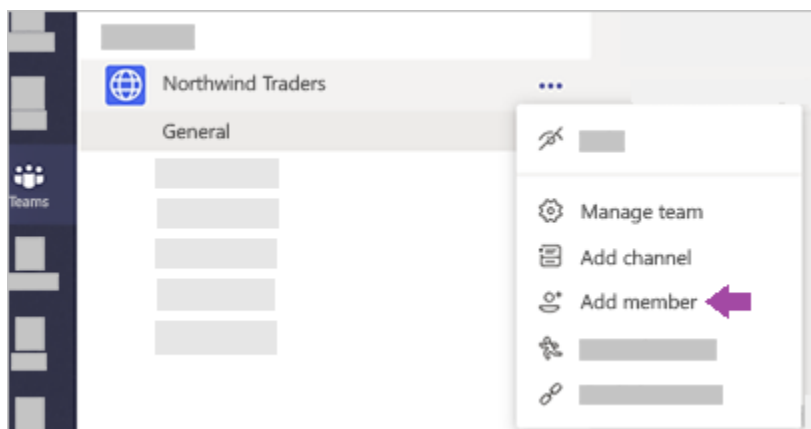 Northwind Traders
General
Teams
Manage team
Add channel
Add member